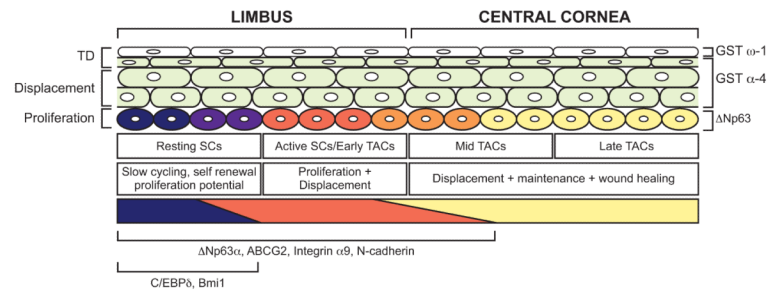 LIMBUS
CENTRAL CORNEA
TD
GST ω-1
GST α-4
Displacement
Proliferation
ΔNp63
Resting SCs
Active SCs/Early TACs
Mid TACs
Late TACs
Slow cycling, self renewal
proliferation potential
Proliferation +
Displacement
Displacement + maintenance + wound healing
ΔNp63α, ABCG2, Integrin α9, N-cadherin
C/EBPδ, Bmi1